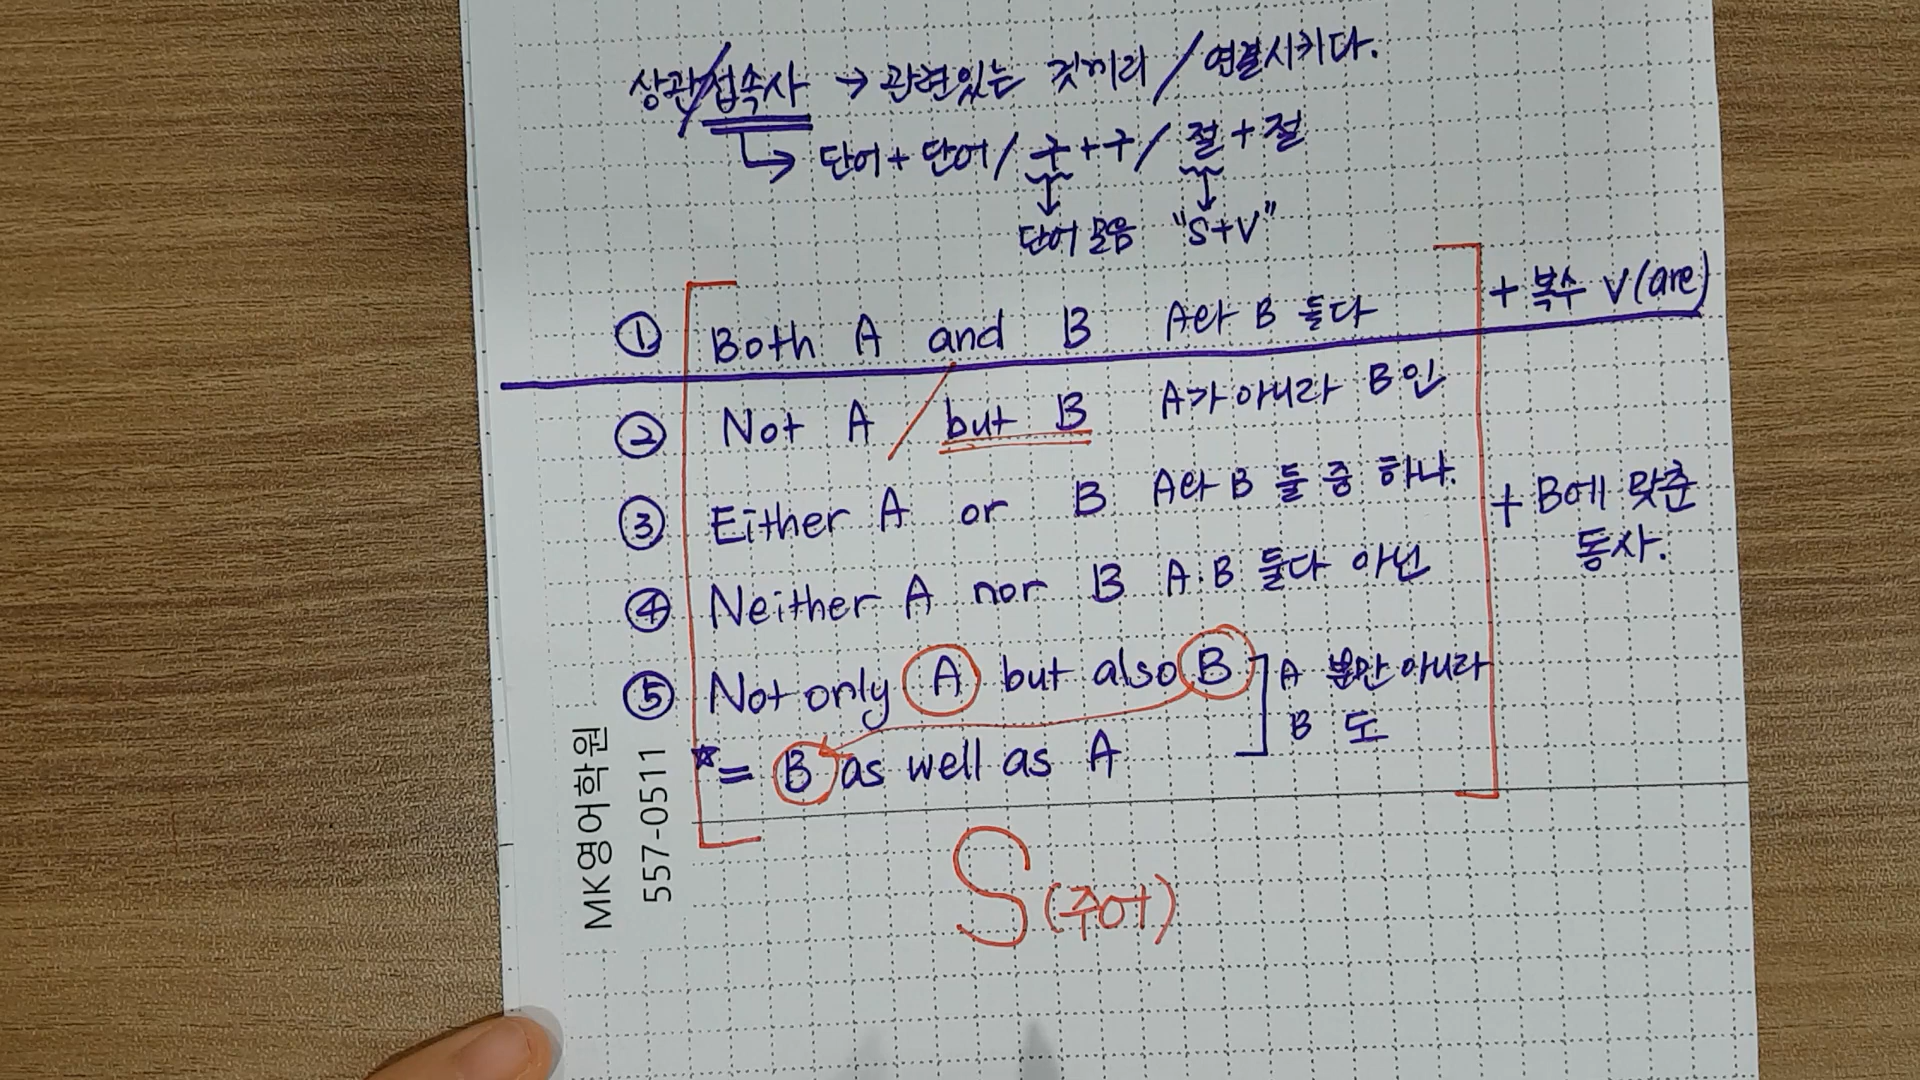 상관/접속사 → 관련있는 것끼리 / 연결시키다.
↳ 단어 + 단어 / 구 + 구 / 절 + 절
↓ ↓
단어 모음 "S+V"
① Both A and B A와 B 둘다 + 복수 V(are)
② Not A / but B A가 아니라 B인
③ Either A or B A와 B 둘 중 하나.
+ B에 맞춘
동사.
④ Neither A nor B A.B 둘다 아닌
⑤ Not only A but also B A 뿐만 아니라
B 도
☆= B as well as A
S (주어)
MK영어학원
557-0511